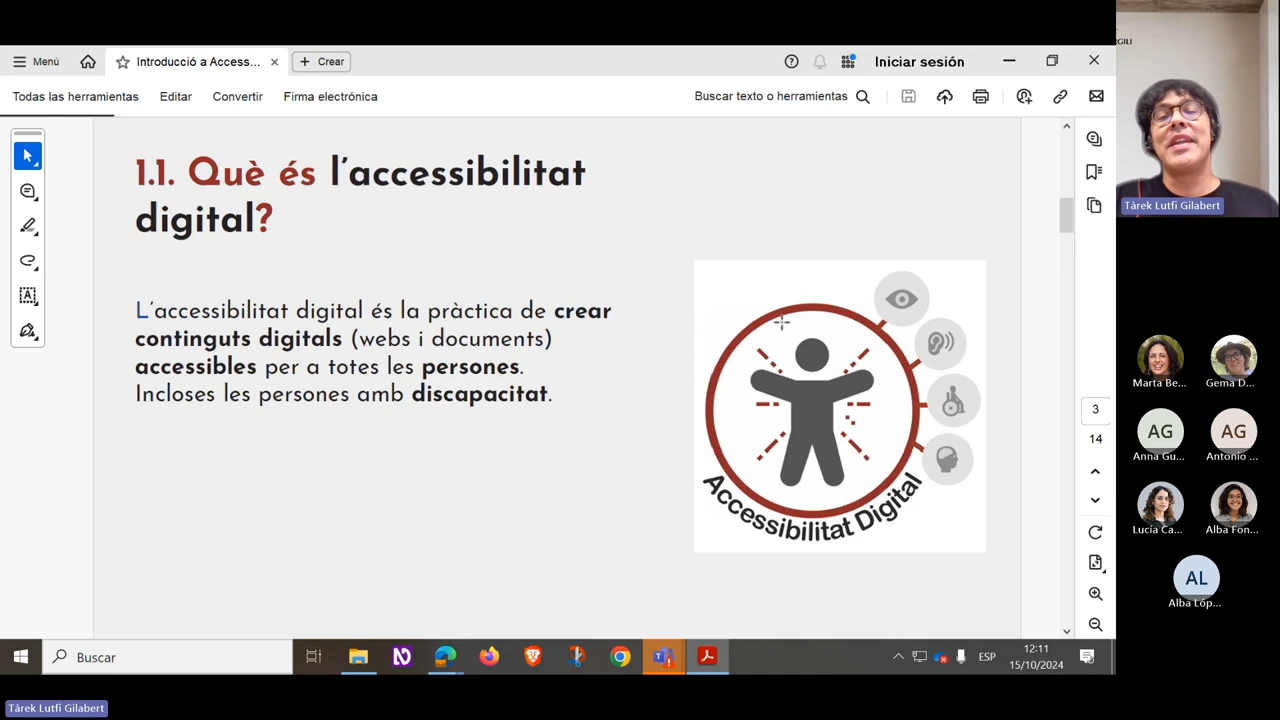 Menú
Introducció a Access...
Crear
Iniciar sesión
Todas las herramientas
Editar
Convertir
Firma electrónica
Buscar texto o herramientas
1.1. Què és l'accessibilitat
digital?
L'accessibilitat digital és la pràctica de crear
continguts digitals (webs i documents)
accessibles per a totes les persones.
Incloses les persones amb discapacitat.
Accessibilitat Digital
3
14
Buscar
ESP
12:11
15/10/2024
Tàrek Lutfi Gilabert
Marta Be...
Gema D...
AG
AG
Anna Gu...
Antonio ...
Lucía Ca...
Alba Fon...
AL
Alba Lóp...
Tàrek Lutfi Gilabert